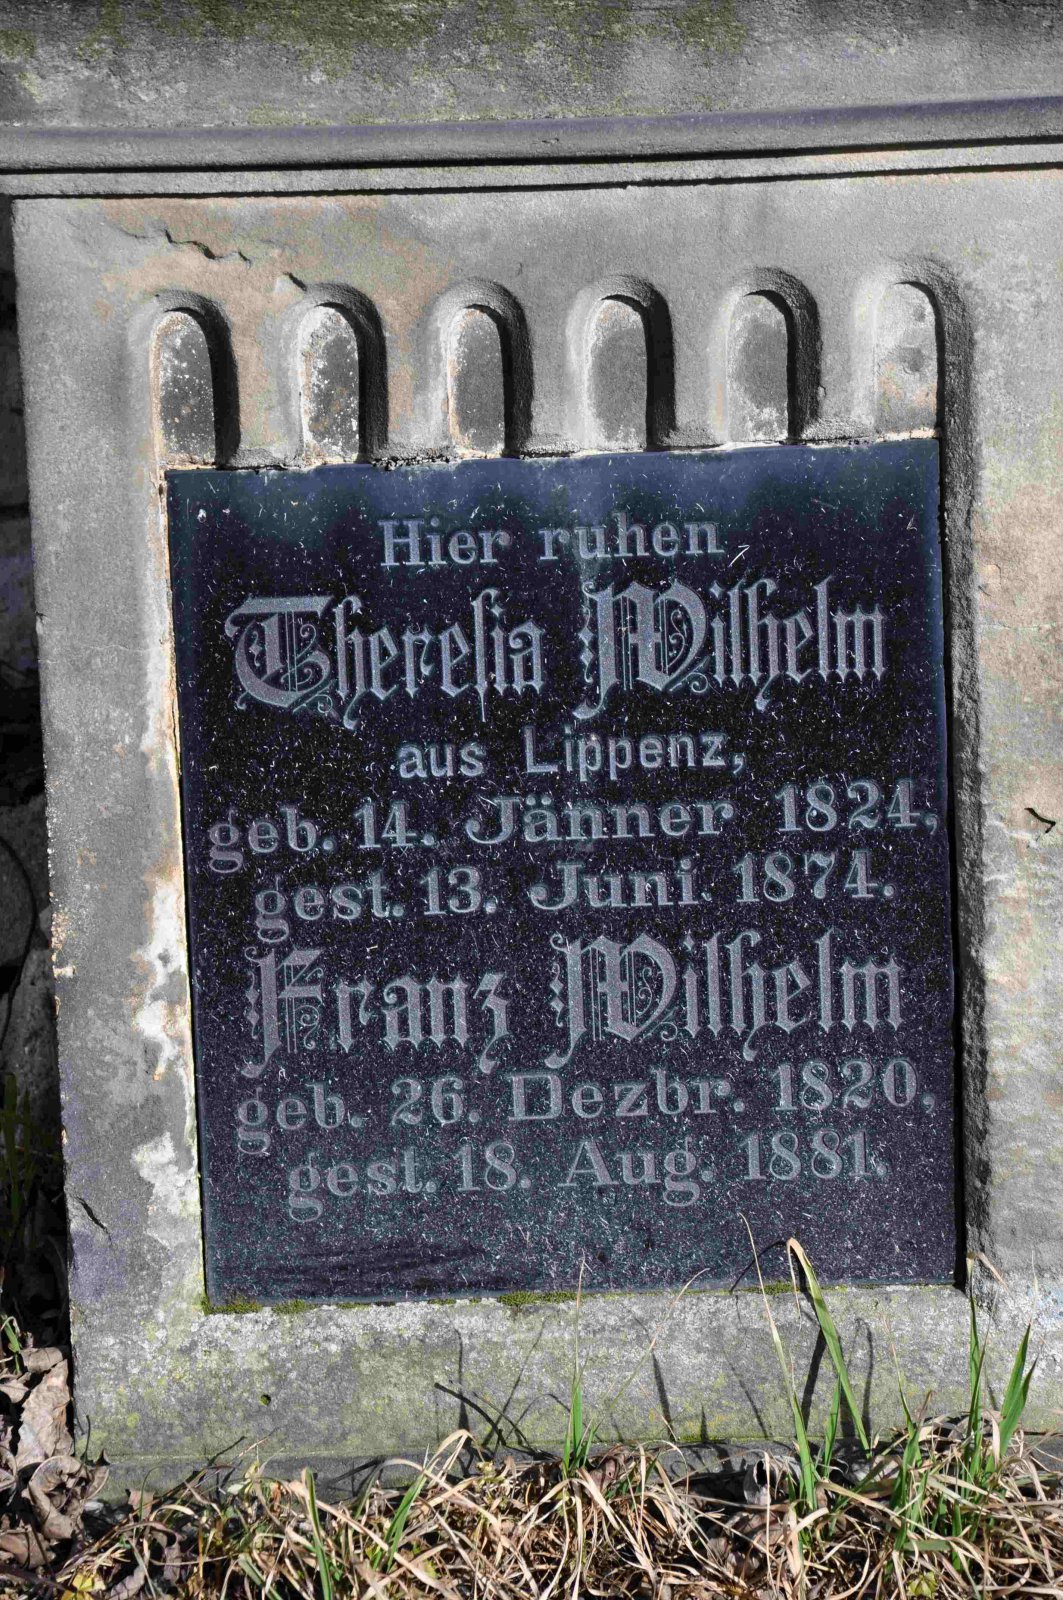 Hier ruhen
Thereſia Wilhelm
aus Lippenz,
geb. 14. Jänner 1824,
gest. 13. Juni 1874.
Franz Wilhelm
geb. 26. Dezbr. 1820,
gest. 18. Aug. 1881.